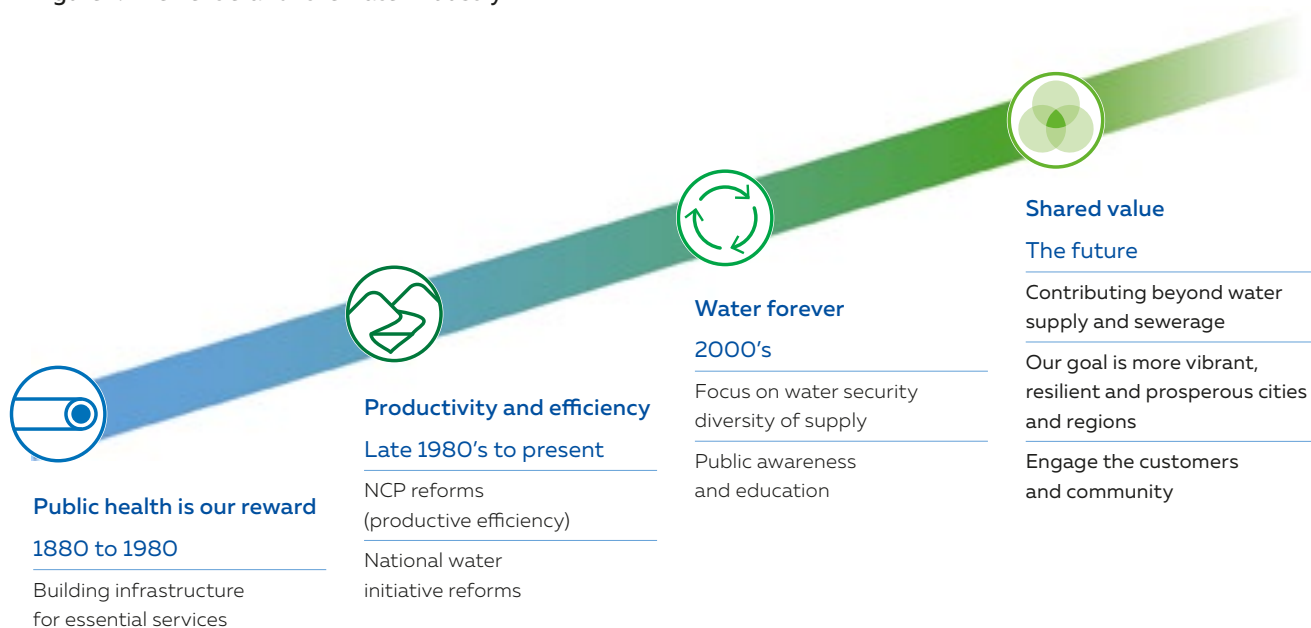 Public health is our reward
1880 to 1980
Building infrastructure
for essential services
Productivity and efficiency
Late 1980's to present
NCP reforms
(productive efficiency)
National water
initiative reforms
Water forever
2000's
Focus on water security
diversity of supply
Public awareness
and education
Shared value
The future
Contributing beyond water
supply and sewerage
Our goal is more vibrant,
resilient and prosperous cities
and regions
Engage the customers
and community